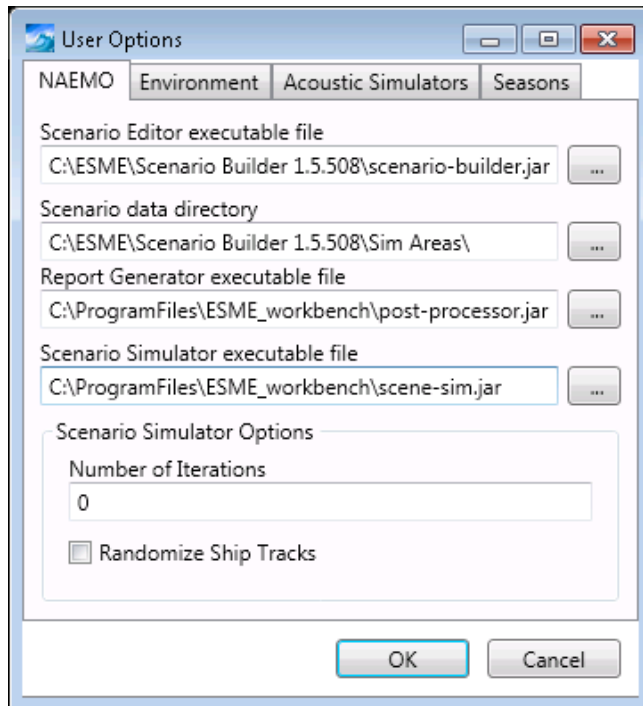 User Options
NAEMO Environment Acoustic Simulators Seasons
Scenario Editor executable file
C:\ESME\Scenario Builder 1.5.508\scenario-builder.jar ...
Scenario data directory
C:\ESME\Scenario Builder 1.5.508\Sim Areas\ ...
Report Generator executable file
C:\ProgramFiles\ESME_workbench\post-processor.jar ...
Scenario Simulator executable file
C:\ProgramFiles\ESME_workbench\scene-sim.jar ...
Scenario Simulator Options
Number of Iterations
0
Randomize Ship Tracks
OK Cancel